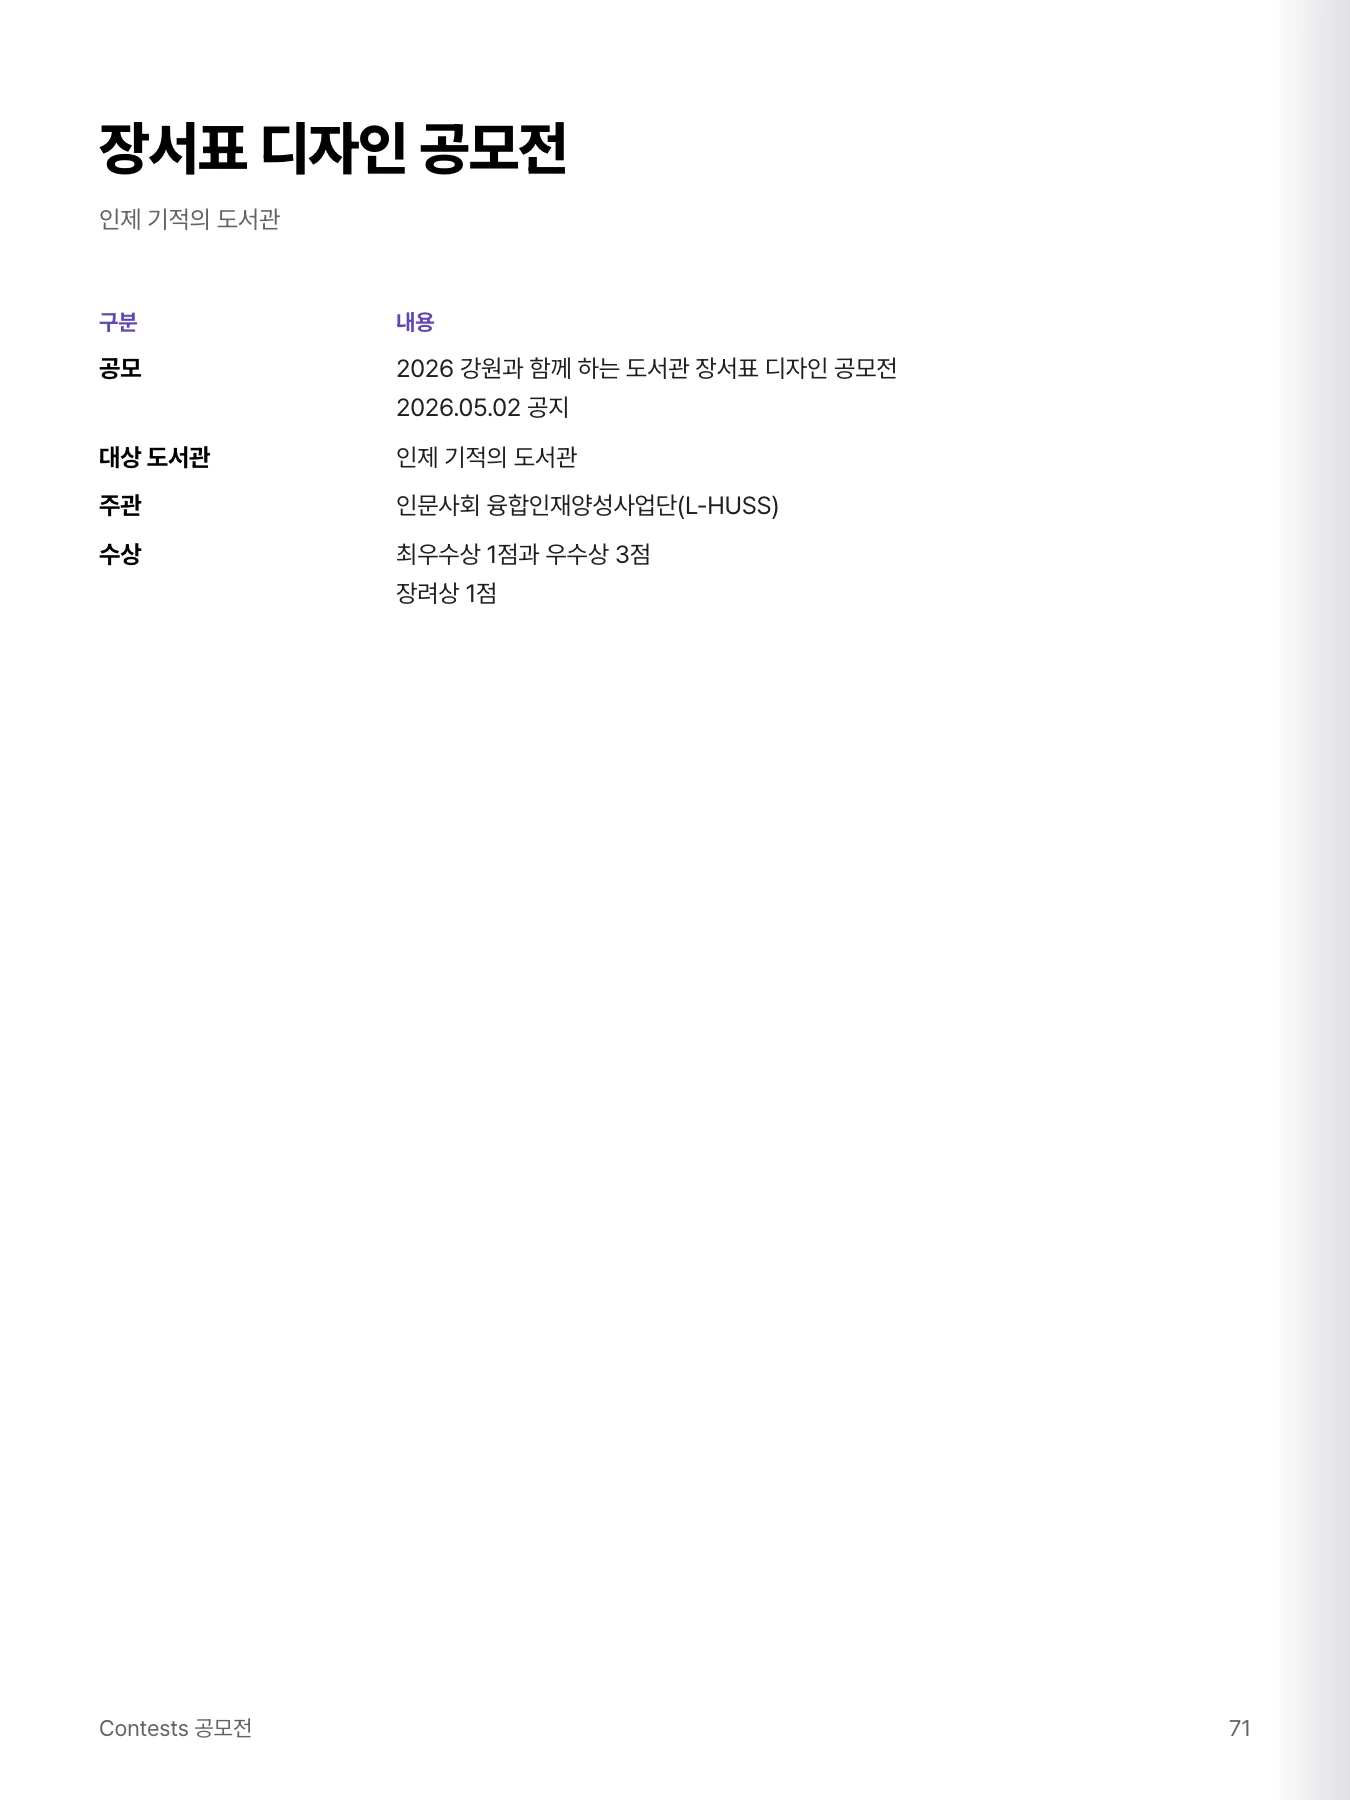 장서표 디자인 공모전
인제 기적의 도서관
구분 내용
공모 2026 강원과 함께 하는 도서관 장서표 디자인 공모전
2026.05.02 공지
대상 도서관 인제 기적의 도서관
주관 인문사회 융합인재양성사업단(L-HUSS)
수상 최우수상 1점과 우수상 3점
장려상 1점
Contests 공모전 71